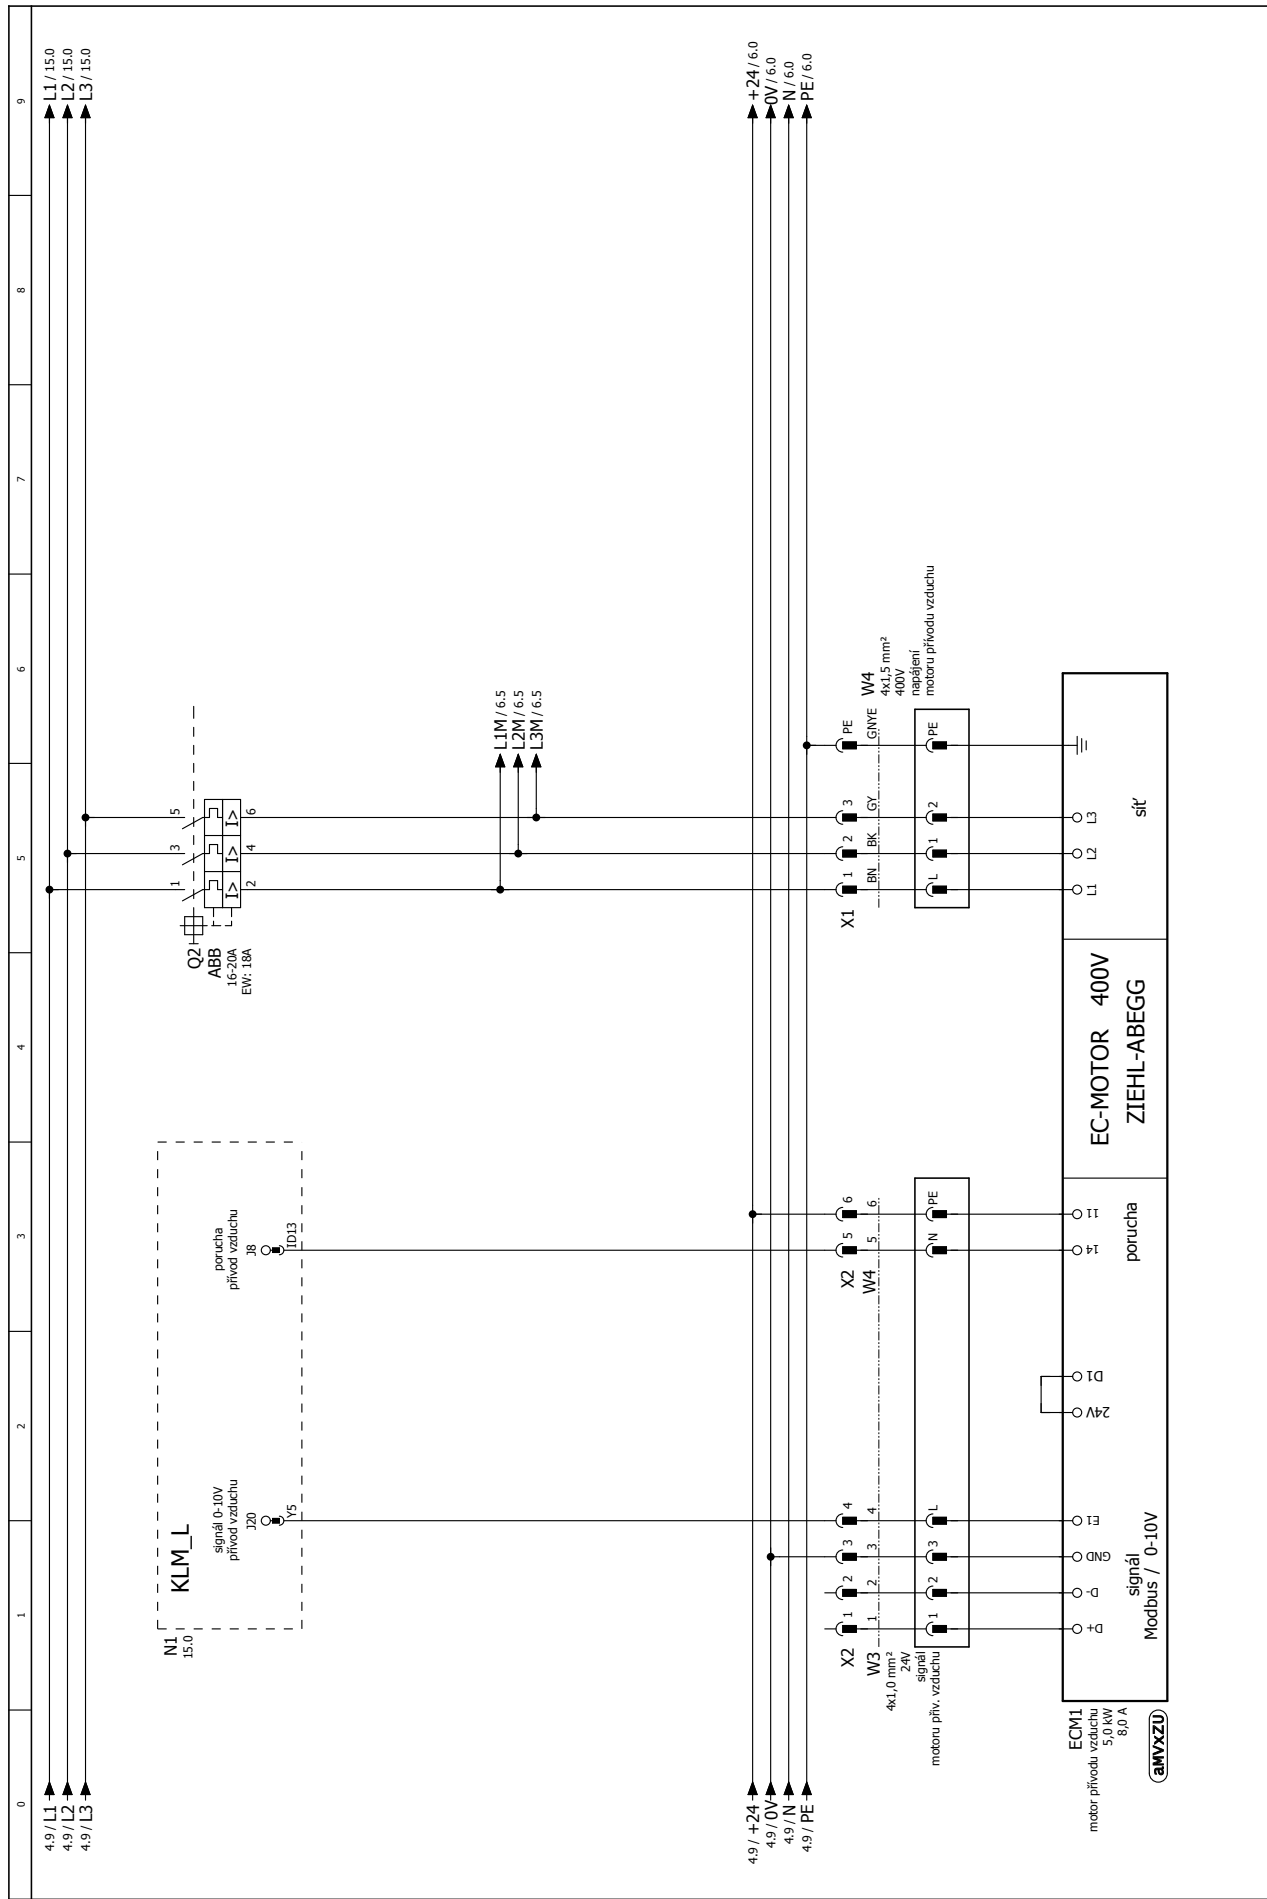 0
1
2
3
4
5
6
7
8
9
4.9 / L1
L1 / 15.0
4.9 / L2
L2 / 15.0
4.9 / L3
L3 / 15.0
N1
15.0
KLM_L
signál 0-10V
přívod vzduchu
J20
Y5
porucha
přívod vzduchu
J8
ID13
Q2
ABB
16-20A
EW: 18A
1
3
5
I>
I>
I>
2
4
6
L1M / 6.5
L2M / 6.5
L3M / 6.5
4.9 / +24
+24 / 6.0
4.9 / 0V
0V / 6.0
4.9 / N
N / 6.0
4.9 / PE
PE / 6.0
X2
1
2
3
4
X2
5
6
X1
1
2
3
PE
W3
4x1,0 mm²
24V
signál
motoru přív. vzduchu
1
2
3
4
W4
5
6
BN
BK
GY
GNYE
W4
4x1,5 mm²
400V
napájení
motoru přívodu vzduchu
1
2
3
L
N
PE
L
1
2
PE
ECM1
motor přívodu vzduchu
5,0 kW
8,0 A
aMVxZU
D+
D-
GND
E1
24V
D1
14
11
L1
L2
L3
signál
Modbus / 0-10V
porucha
EC-MOTOR 400V
ZIEHL-ABEGG
síť